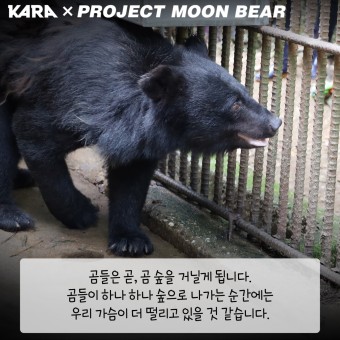 KARA × PROJECT MOON BEAR
곰들은 곧, 곰 숲을 거닐게 됩니다.
곰들이 하나 하나 숲으로 나가는 순간에는
우리 가슴이 더 떨리고 있을 것 같습니다.